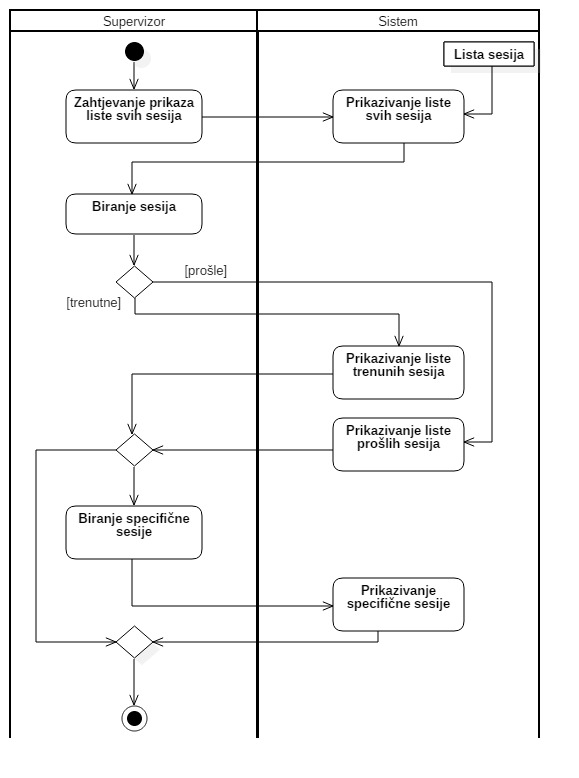 Supervizor
Sistem
Lista sesija
Zahtjevanje prikaza
liste svih sesija
Prikazivanje liste
svih sesija
Biranje sesija
[prošle]
[trenutne]
Prikazivanje liste
trenunih sesija
Prikazivanje liste
prošlih sesija
Biranje specifične
sesije
Prikazivanje
specifične sesije